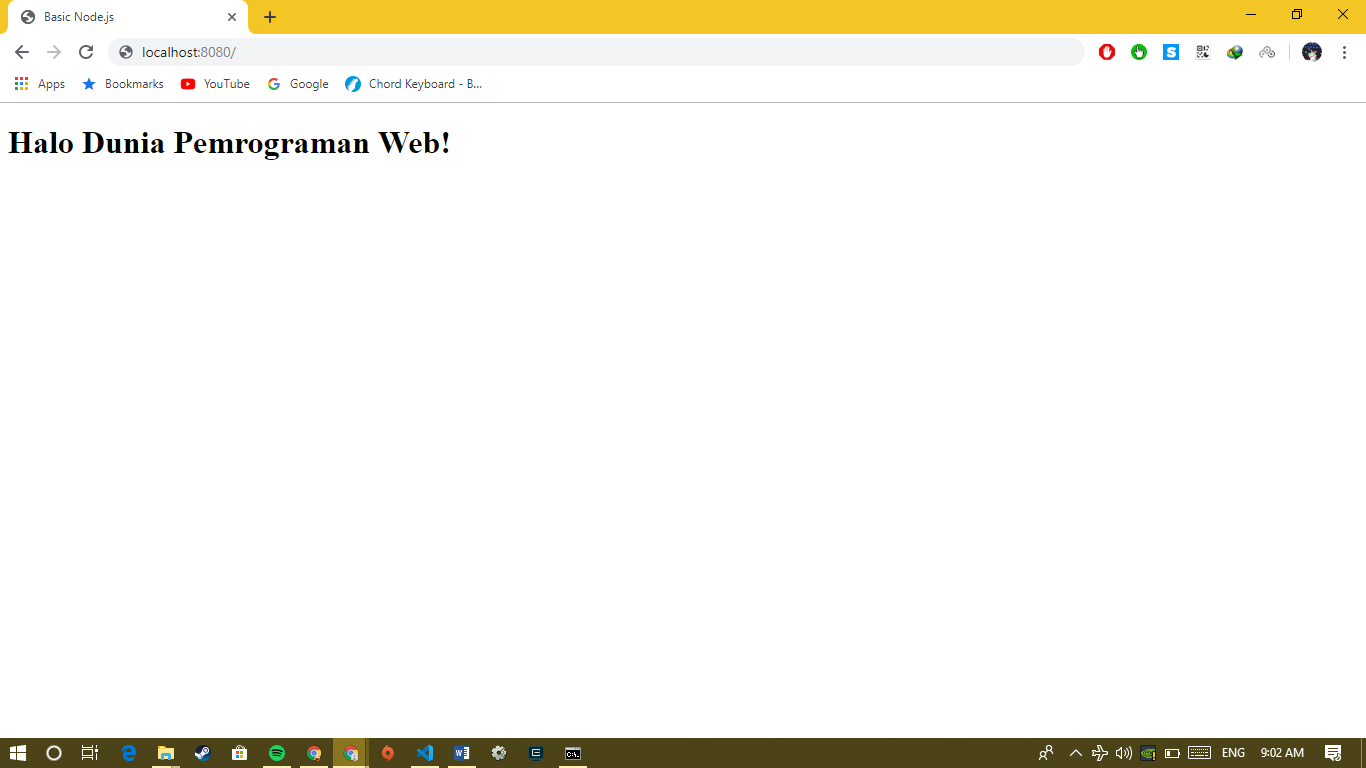 Basic Node.js
localhost:8080/
Apps
Bookmarks
YouTube
Google
Chord Keyboard - B...
Halo Dunia Pemrograman Web!
ENG
9:02 AM